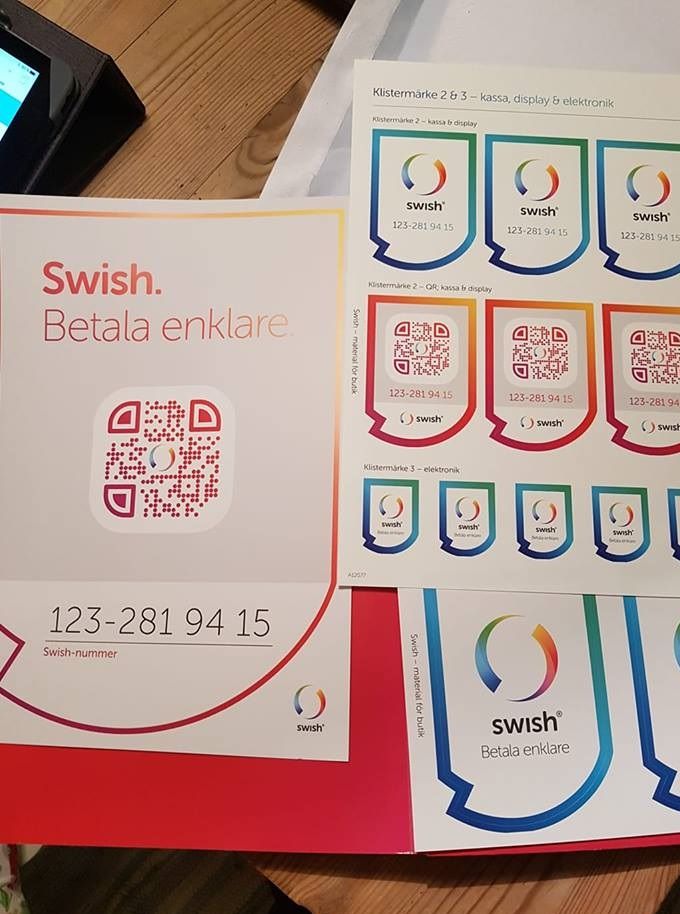 Swish.
Betala enklare.
123-281 94 15
Swish-nummer
swish®
Klistermärke 2 & 3 – kassa, display & elektronik
Klistermärke 2 – kassa & display
swish®
123-281 94 15
swish®
123-281 94 15
swish®
123-281 94 15
Klistermärke 2 – QR, kassa & display
123-281 94 15
swish®
123-281 94 15
swish®
123-281 94
swish
Klistermärke 3 – elektronik
swish®
Betala enklare
swish®
Betala enklare
swish®
Betala enklare
swish®
Betala enklare
Swish – material för butik
swish®
Betala enklare
Swish – material för butik